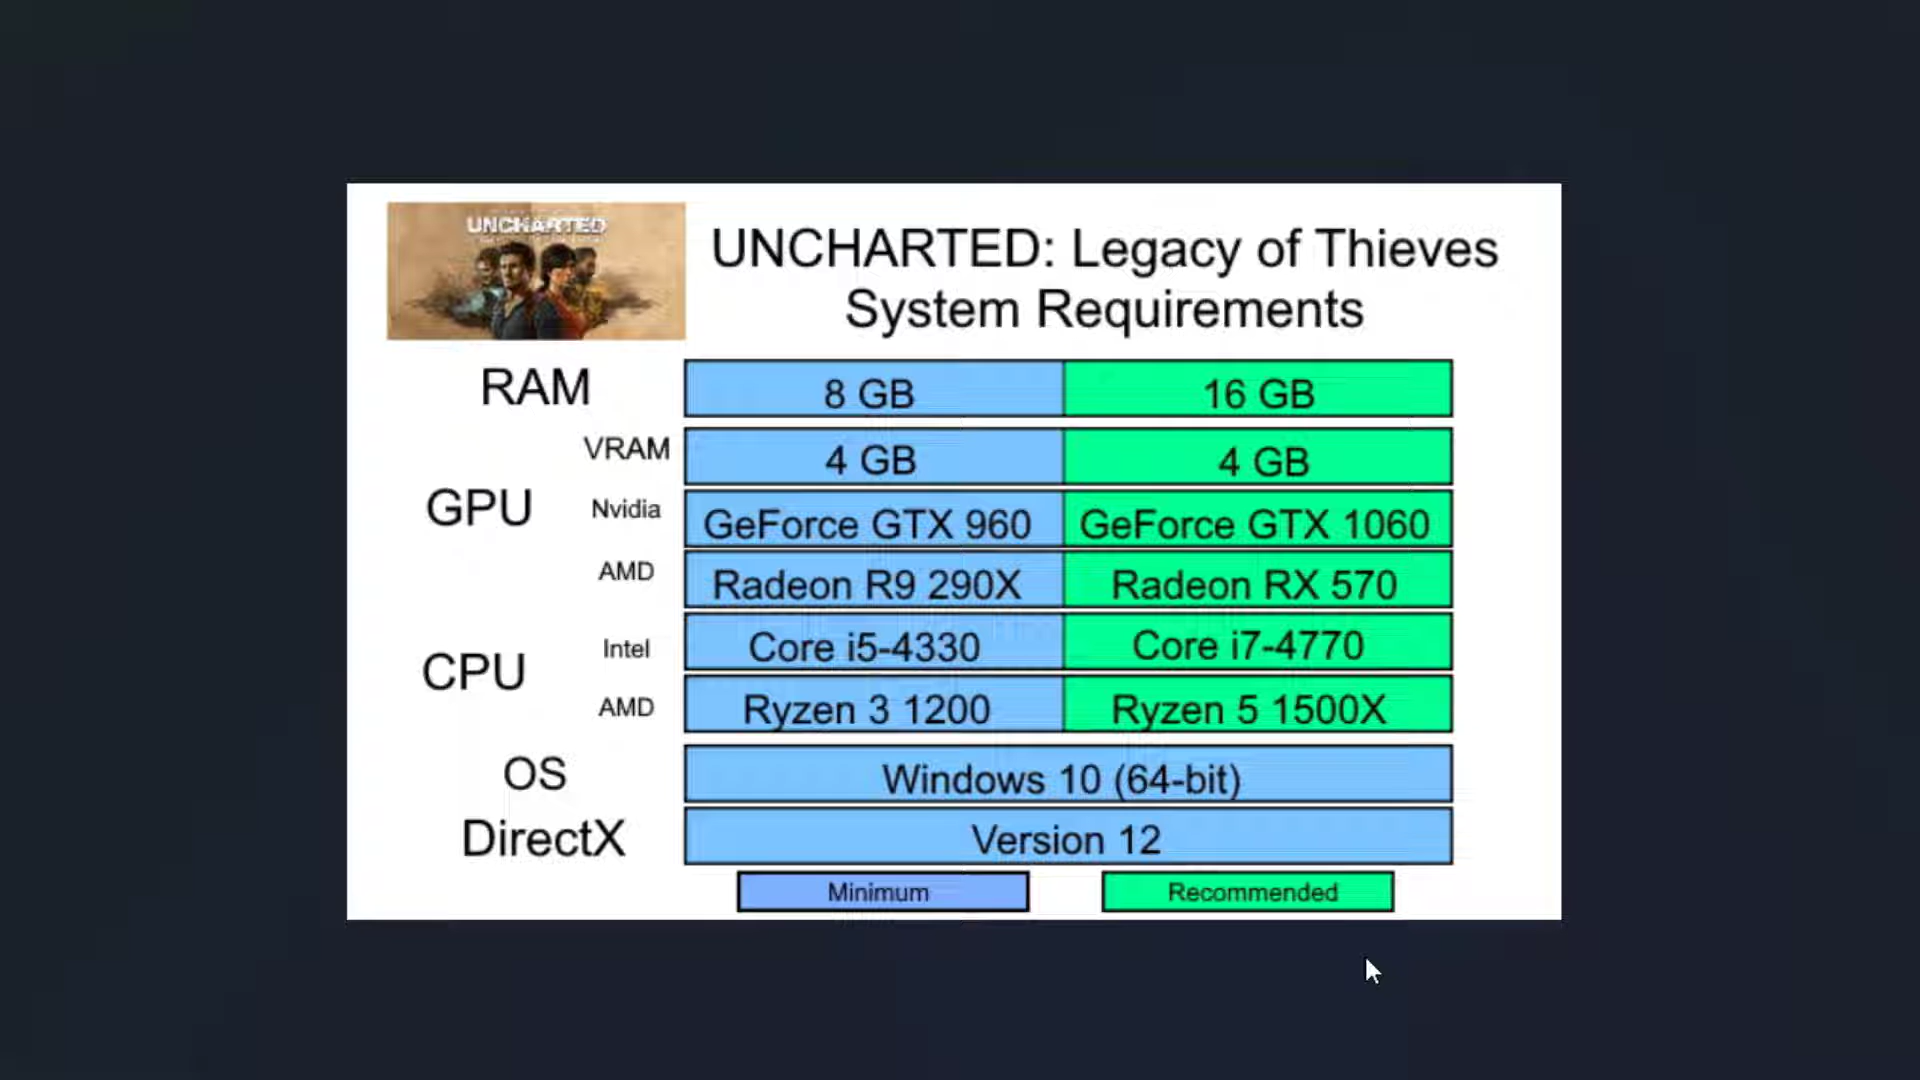 UNCHARTED
UNCHARTED: Legacy of Thieves
System Requirements
RAM
8 GB
16 GB
GPU
VRAM
4 GB
4 GB
Nvidia
GeForce GTX 960
GeForce GTX 1060
AMD
Radeon R9 290X
Radeon RX 570
CPU
Intel
Core i5-4330
Core i7-4770
AMD
Ryzen 3 1200
Ryzen 5 1500X
OS
Windows 10 (64-bit)
DirectX
Version 12
Minimum
Recommended